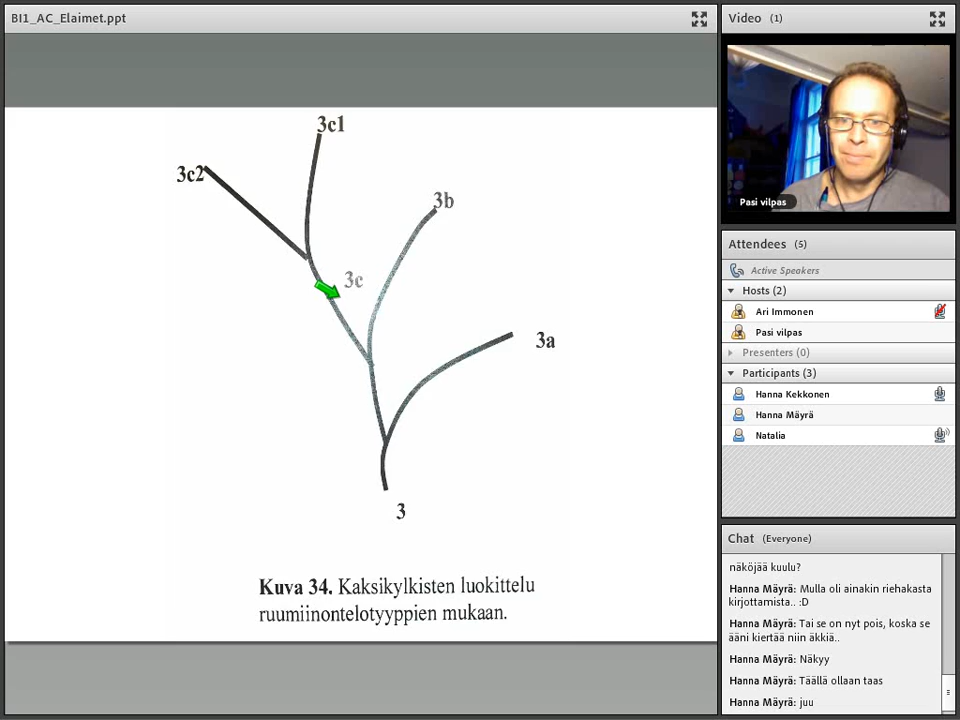 BI1_AC_Elaimet.ppt
3c1
3c2
3b
3c
3a
3
Kuva 34. Kaksikylkisten luokittelu
ruumiinontelotyyppien mukaan.
Video (1)
Pasi vilpas
Attendees (5)
Active Speakers
Hosts (2)
Ari Immonen
Pasi vilpas
Presenters (0)
Participants (3)
Hanna Kekkonen
Hanna Mäyrä
Natalia
Chat (Everyone)
näköjää kuulu?
Hanna Mäyrä: Mulla oli ainakin riehakasta
kirjottamista.. :D
Hanna Mäyrä: Tai se on nyt pois, koska se
ääni kiertää niin äkkiä..
Hanna Mäyrä: Näkyy
Hanna Mäyrä: Täällä ollaan taas
Hanna Mäyrä: juu